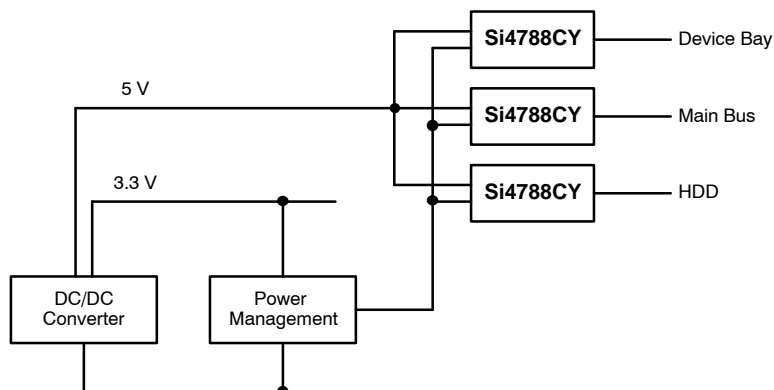 Si4788CY
Device Bay
5 V
Si4788CY
Main Bus
3.3 V
Si4788CY
HDD
DC/DC
Converter
Power
Management